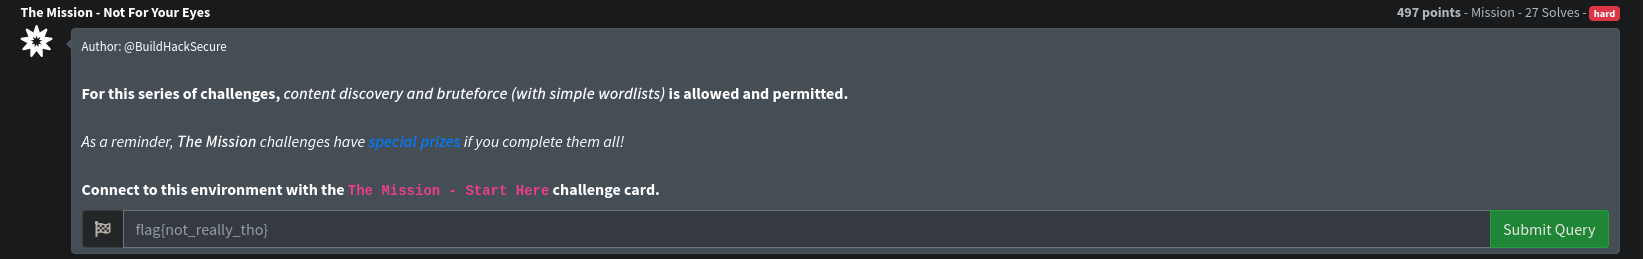 The Mission - Not For Your Eyes
497 points - Mission - 27 Solves - hard
Author: @BuildHackSecure
For this series of challenges, content discovery and bruteforce (with simple wordlists) is allowed and permitted.
As a reminder, The Mission challenges have special prizes if you complete them all!
Connect to this environment with the The Mission - Start Here challenge card.
flag{not_really_tho}
Submit Query